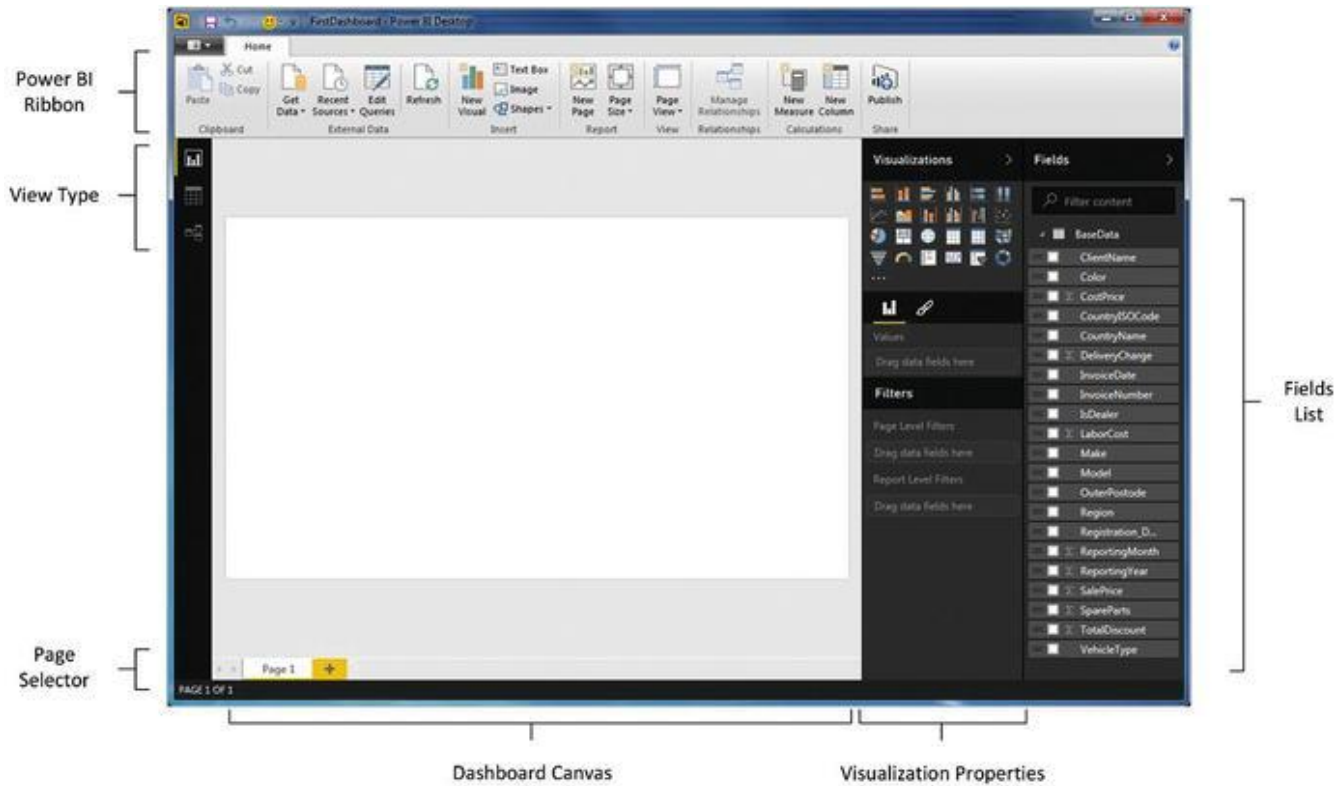 FirstDashboard - Power BI Desktop
Home
Power BI
Ribbon
Paste
Cut
Copy
Clipboard
Get
Data
Recent
Sources
Edit
Queries
External Data
Refresh
New
Visual
Text Box
Image
Shapes
Insert
New
Page
Page
Size
Report
Page
View
View
Manage
Relationships
Relationships
New
Measure
New
Column
Calculations
Publish
Share
View Type
Visualizations
Values
Drag data fields here
Filters
Page Level Filters
Drag data fields here
Report Level Filters
Drag data fields here
Fields
Filter content
BaseData
ClientName
Color
Σ CostPrice
CountryISOCode
CountryName
Σ DeliveryCharge
InvoiceDate
InvoiceNumber
IsDealer
Σ LaborCost
Make
Model
OuterPostode
Region
Registration_D...
Σ ReportingMonth
Σ ReportingYear
Σ SalePrice
Σ SpareParts
Σ TotalDiscount
VehicleType
Fields
List
Page
Selector
Page 1
PAGE 1 OF 1
Dashboard Canvas
Visualization Properties